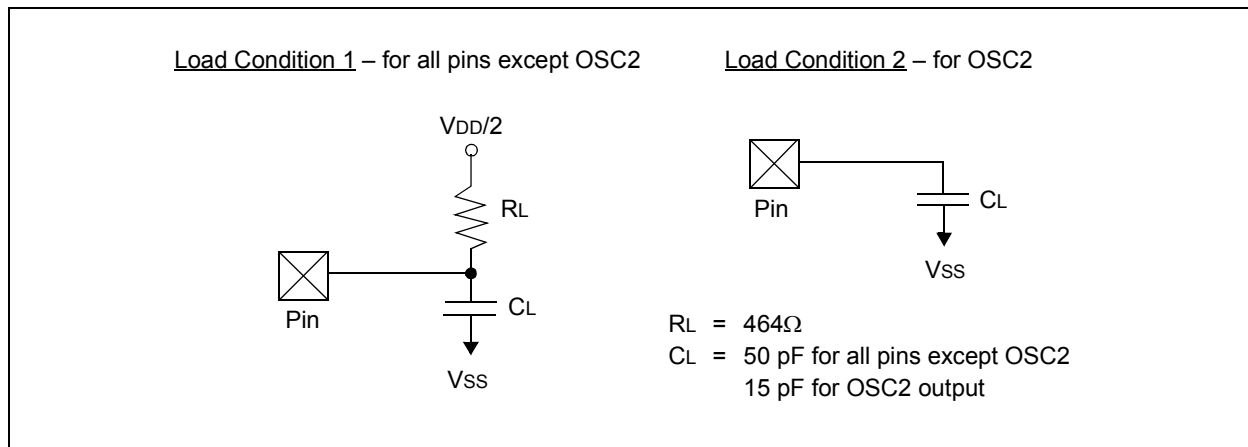 Load Condition 1 – for all pins except OSC2
VDD/2
RL
Pin
CL
VSS
Load Condition 2 – for OSC2
Pin
CL
VSS
RL = 464Ω
CL = 50 pF for all pins except OSC2
15 pF for OSC2 output